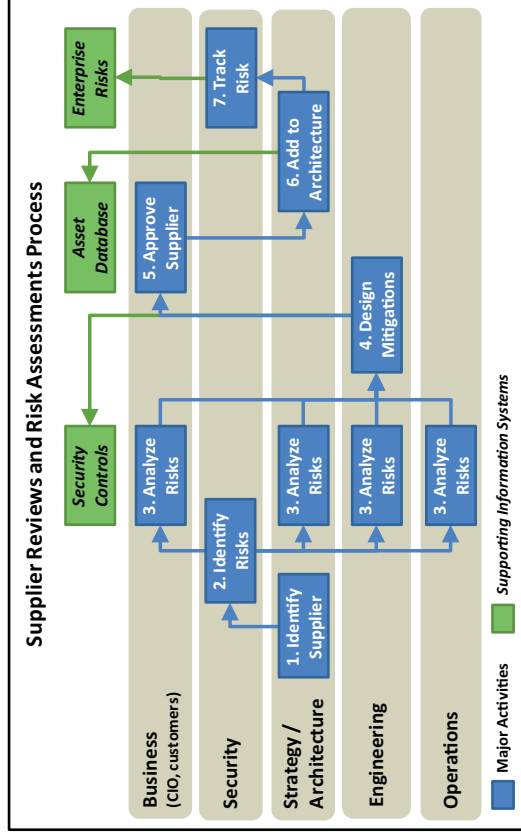 Supplier Reviews and Risk Assessments Process
Security
Controls
Asset
Database
Enterprise
Risks
Business
(CIO, customers)
3. Analyze
Risks
5. Approve
Supplier
Security
2. Identify
Risks
7. Track
Risk
Strategy /
Architecture
1. Identify
Supplier
3. Analyze
Risks
6. Add to
Architecture
Engineering
3. Analyze
Risks
4. Design
Mitigations
Operations
3. Analyze
Risks
Major Activities
Supporting Information Systems